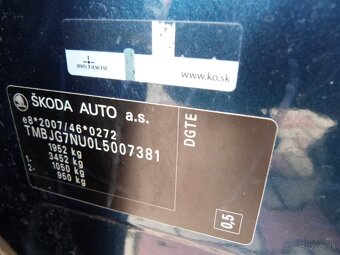 www.ko.sk
ŠKODA AUTO a.s.
e8*2007/46*0272
TMBJG7NU0L5007381
1952 kg
1- 3452 kg
2- 1050 kg
950 kg
DGTE
0,5